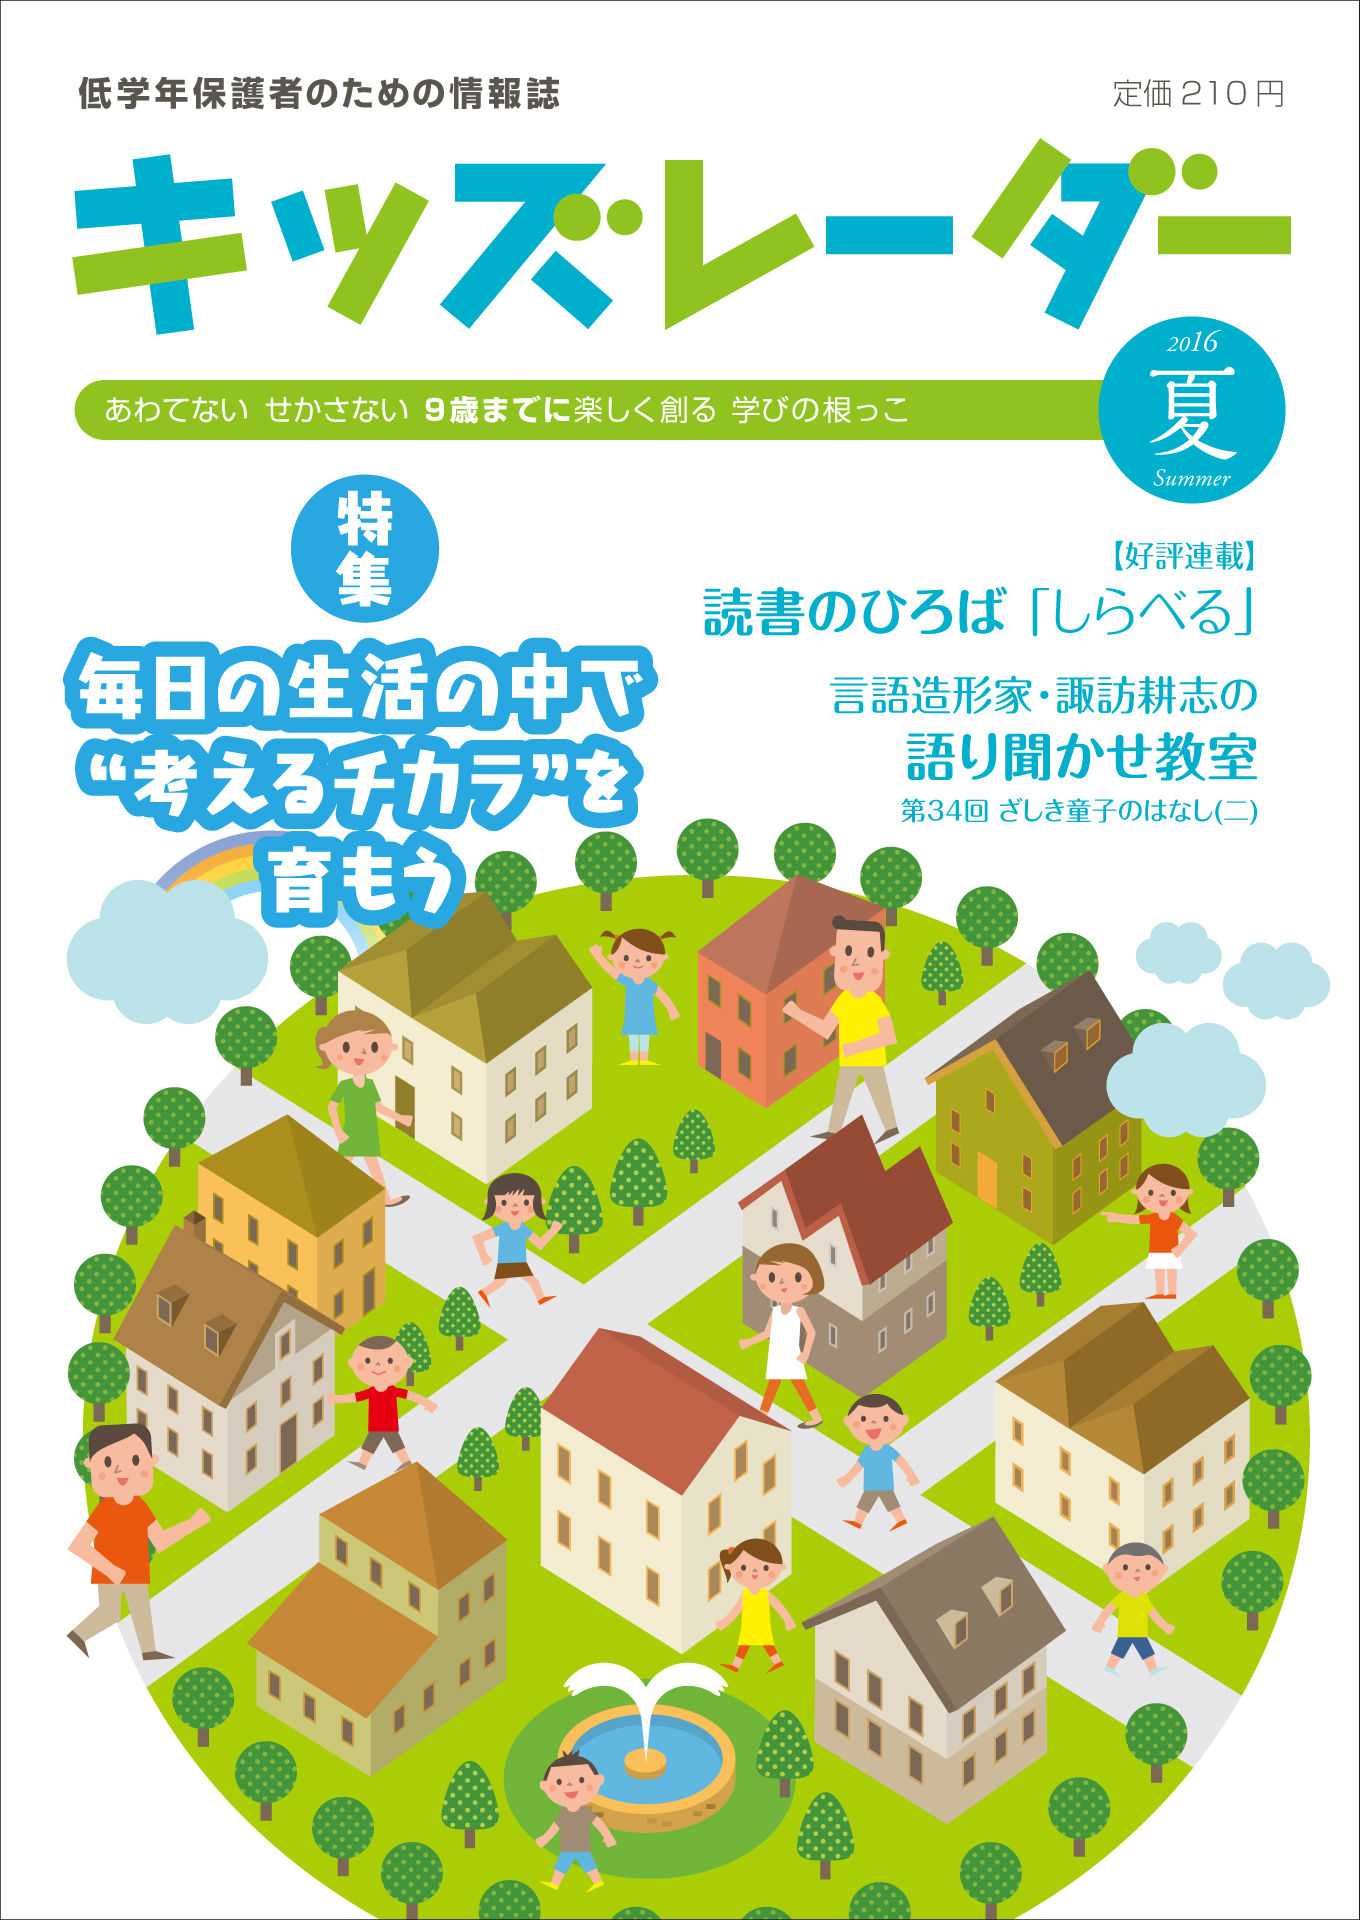 低学年保護者のための情報誌
定価 210 円
キッズレーダー
2016
夏
Summer
あわてない せかさない 9歳までに楽しく創る 学びの根っこ
特集
毎日の生活の中で
“考えるチカラ”を
育もう
【好評連載】
読書のひろば「しらべる」
言語造形家・諏訪耕志の
語り聞かせ教室
第34回 ざしき童子のはなし(二)